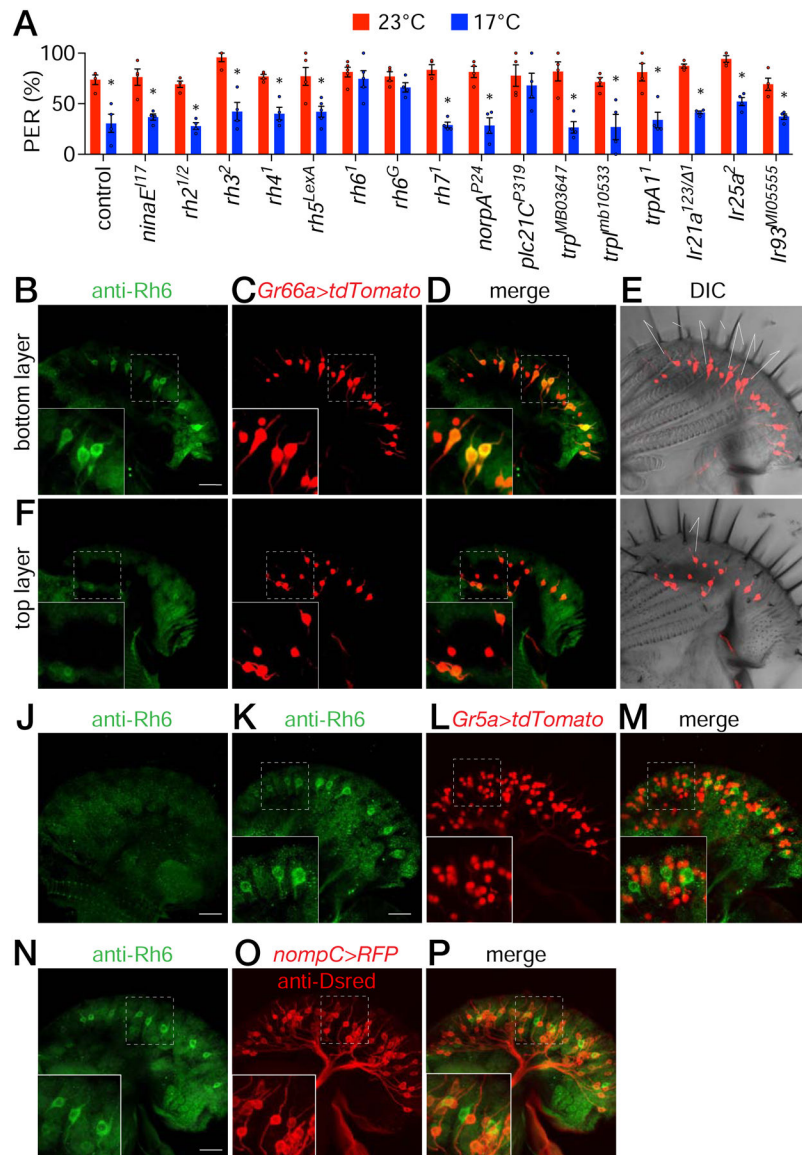 A
23°C 17°C
PER (%)
100
50
0
* * * * * * * * * * * * * *
control
ninaE^I17
rh2^1/2
rh3^2
rh4^1
rh5^LexA
rh6^1
rh6^G
rh7^1
norpA^P24
plc21C^P319
trp^MB03647
trpl^mb10533
trpA1^1
Ir21a^123/Δ1
Ir25a^2
Ir93^MI05555
B anti-Rh6 C Gr66a>tdTomato D merge E DIC
bottom layer
F
top layer
J anti-Rh6 K anti-Rh6 L Gr5a>tdTomato M merge
N anti-Rh6 O nompC>RFP P merge
anti-Dsred